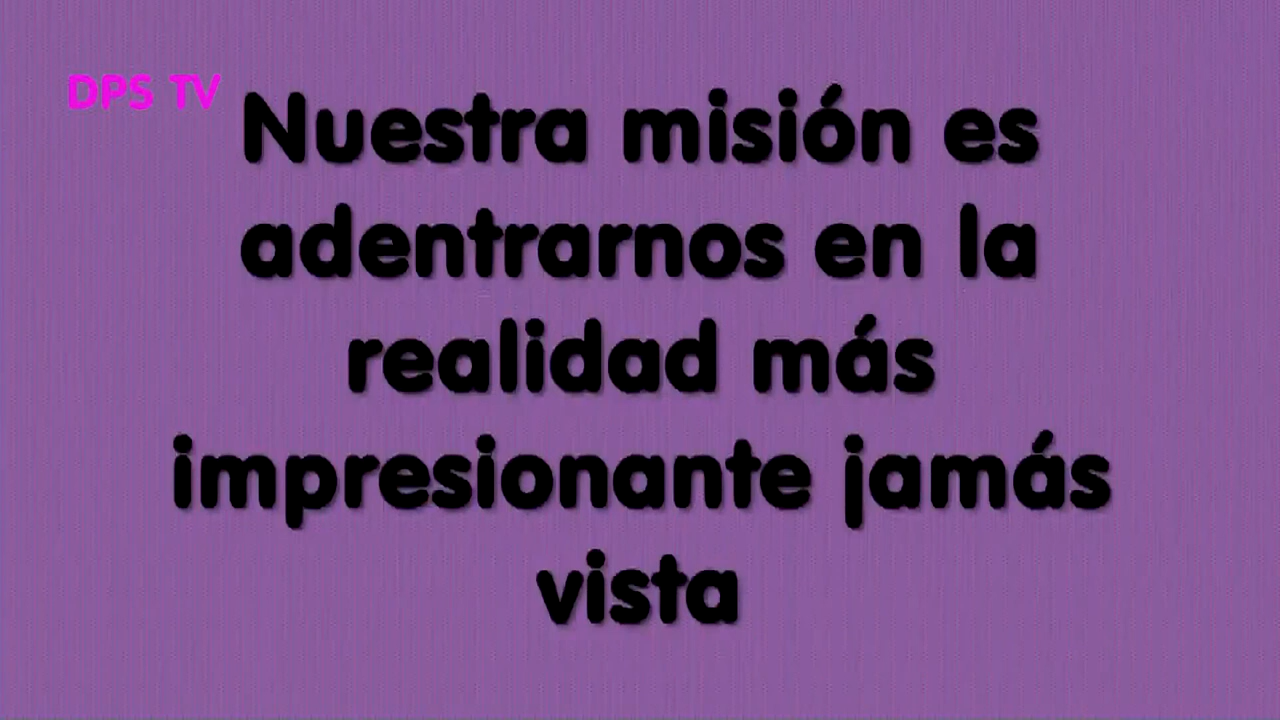 DPS TV
Nuestra misión es
adentrarnos en la
realidad más
impresionante jamás
vista